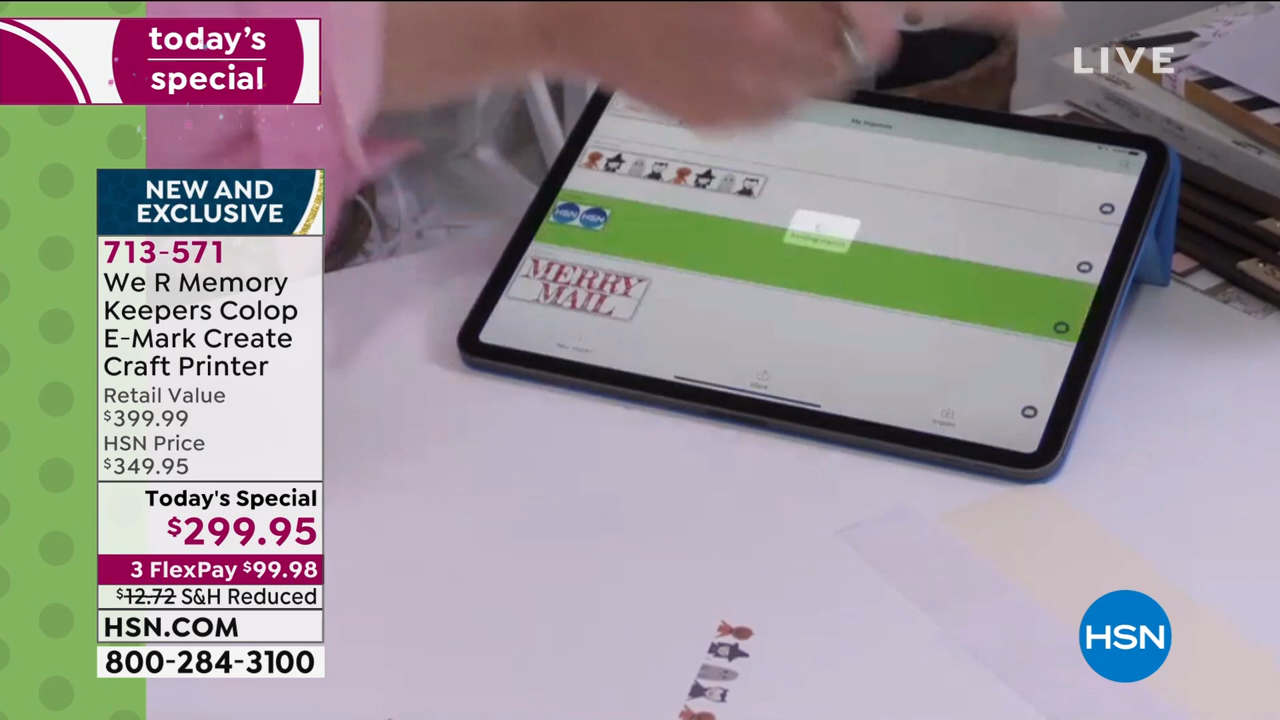 today's
special
LIVE
NEW AND
EXCLUSIVE
713-571
We R Memory
Keepers Colop
E-Mark Create
Craft Printer
Retail Value
$399.99
HSN Price
$349.95
Today's Special
$299.95
3 FlexPay $99.98
$12.72 S&H Reduced
HSN.COM
800-284-3100
HSN HSN
MERRY
MAIL
HSN